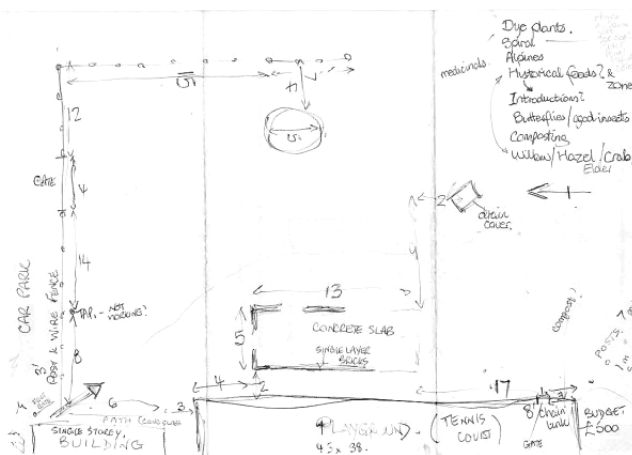 Dye plants.
Spiral
Alpines
medicinals.
Historical foods? &
zone
Introductions?
Butterflies/good insects
Composting
Willow/Hazel/Crab
Elder
15
4
5
12
GATE
4
2
drain
cover.
14
9
13
CAR PARK
3' POST & WIRE FENCE
TAP. - NOT
WORKING?
5
CONCRETE SLAB
SINGLE LAYER
BRICKS
compost?
8
4
2
17
6
3
PATH
SINGLE STOREY.
BUILDING
PLAYGROUND
45 x 38.
(TENNIS
COURT)
8' chain
link
GATE
BUDGET
£500
POSTS.